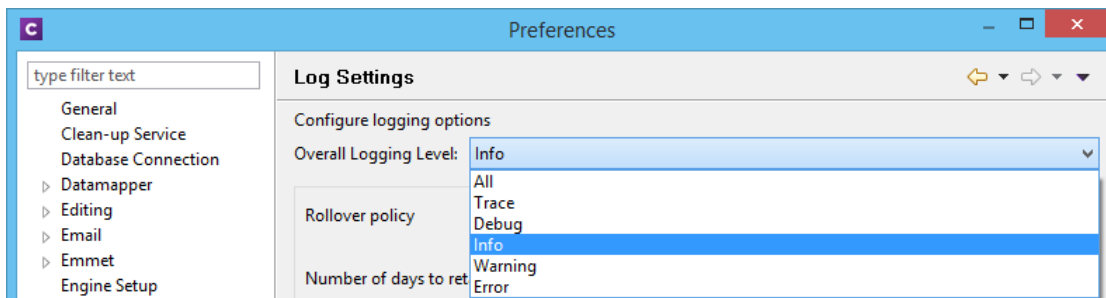 C
Preferences
type filter text
General
Clean-up Service
Database Connection
Datamapper
Editing
Email
Emmet
Engine Setup
Log Settings
Configure logging options
Overall Logging Level: Info
All
Trace
Debug
Info
Warning
Error
Rollover policy
Number of days to ret